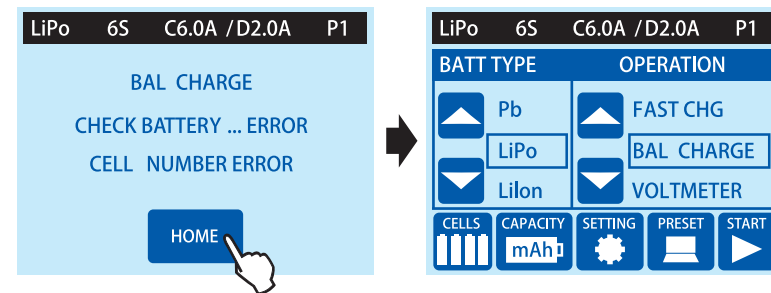 LiPo 6S C6.0A / D2.0A P1
BAL CHARGE
CHECK BATTERY ... ERROR
CELL NUMBER ERROR
HOME
LiPo 6S C6.0A / D2.0A P1
BATT TYPE OPERATION
Pb FAST CHG
LiPo BAL CHARGE
LiIon VOLTMETER
CELLS CAPACITY SETTING PRESET START
mAh